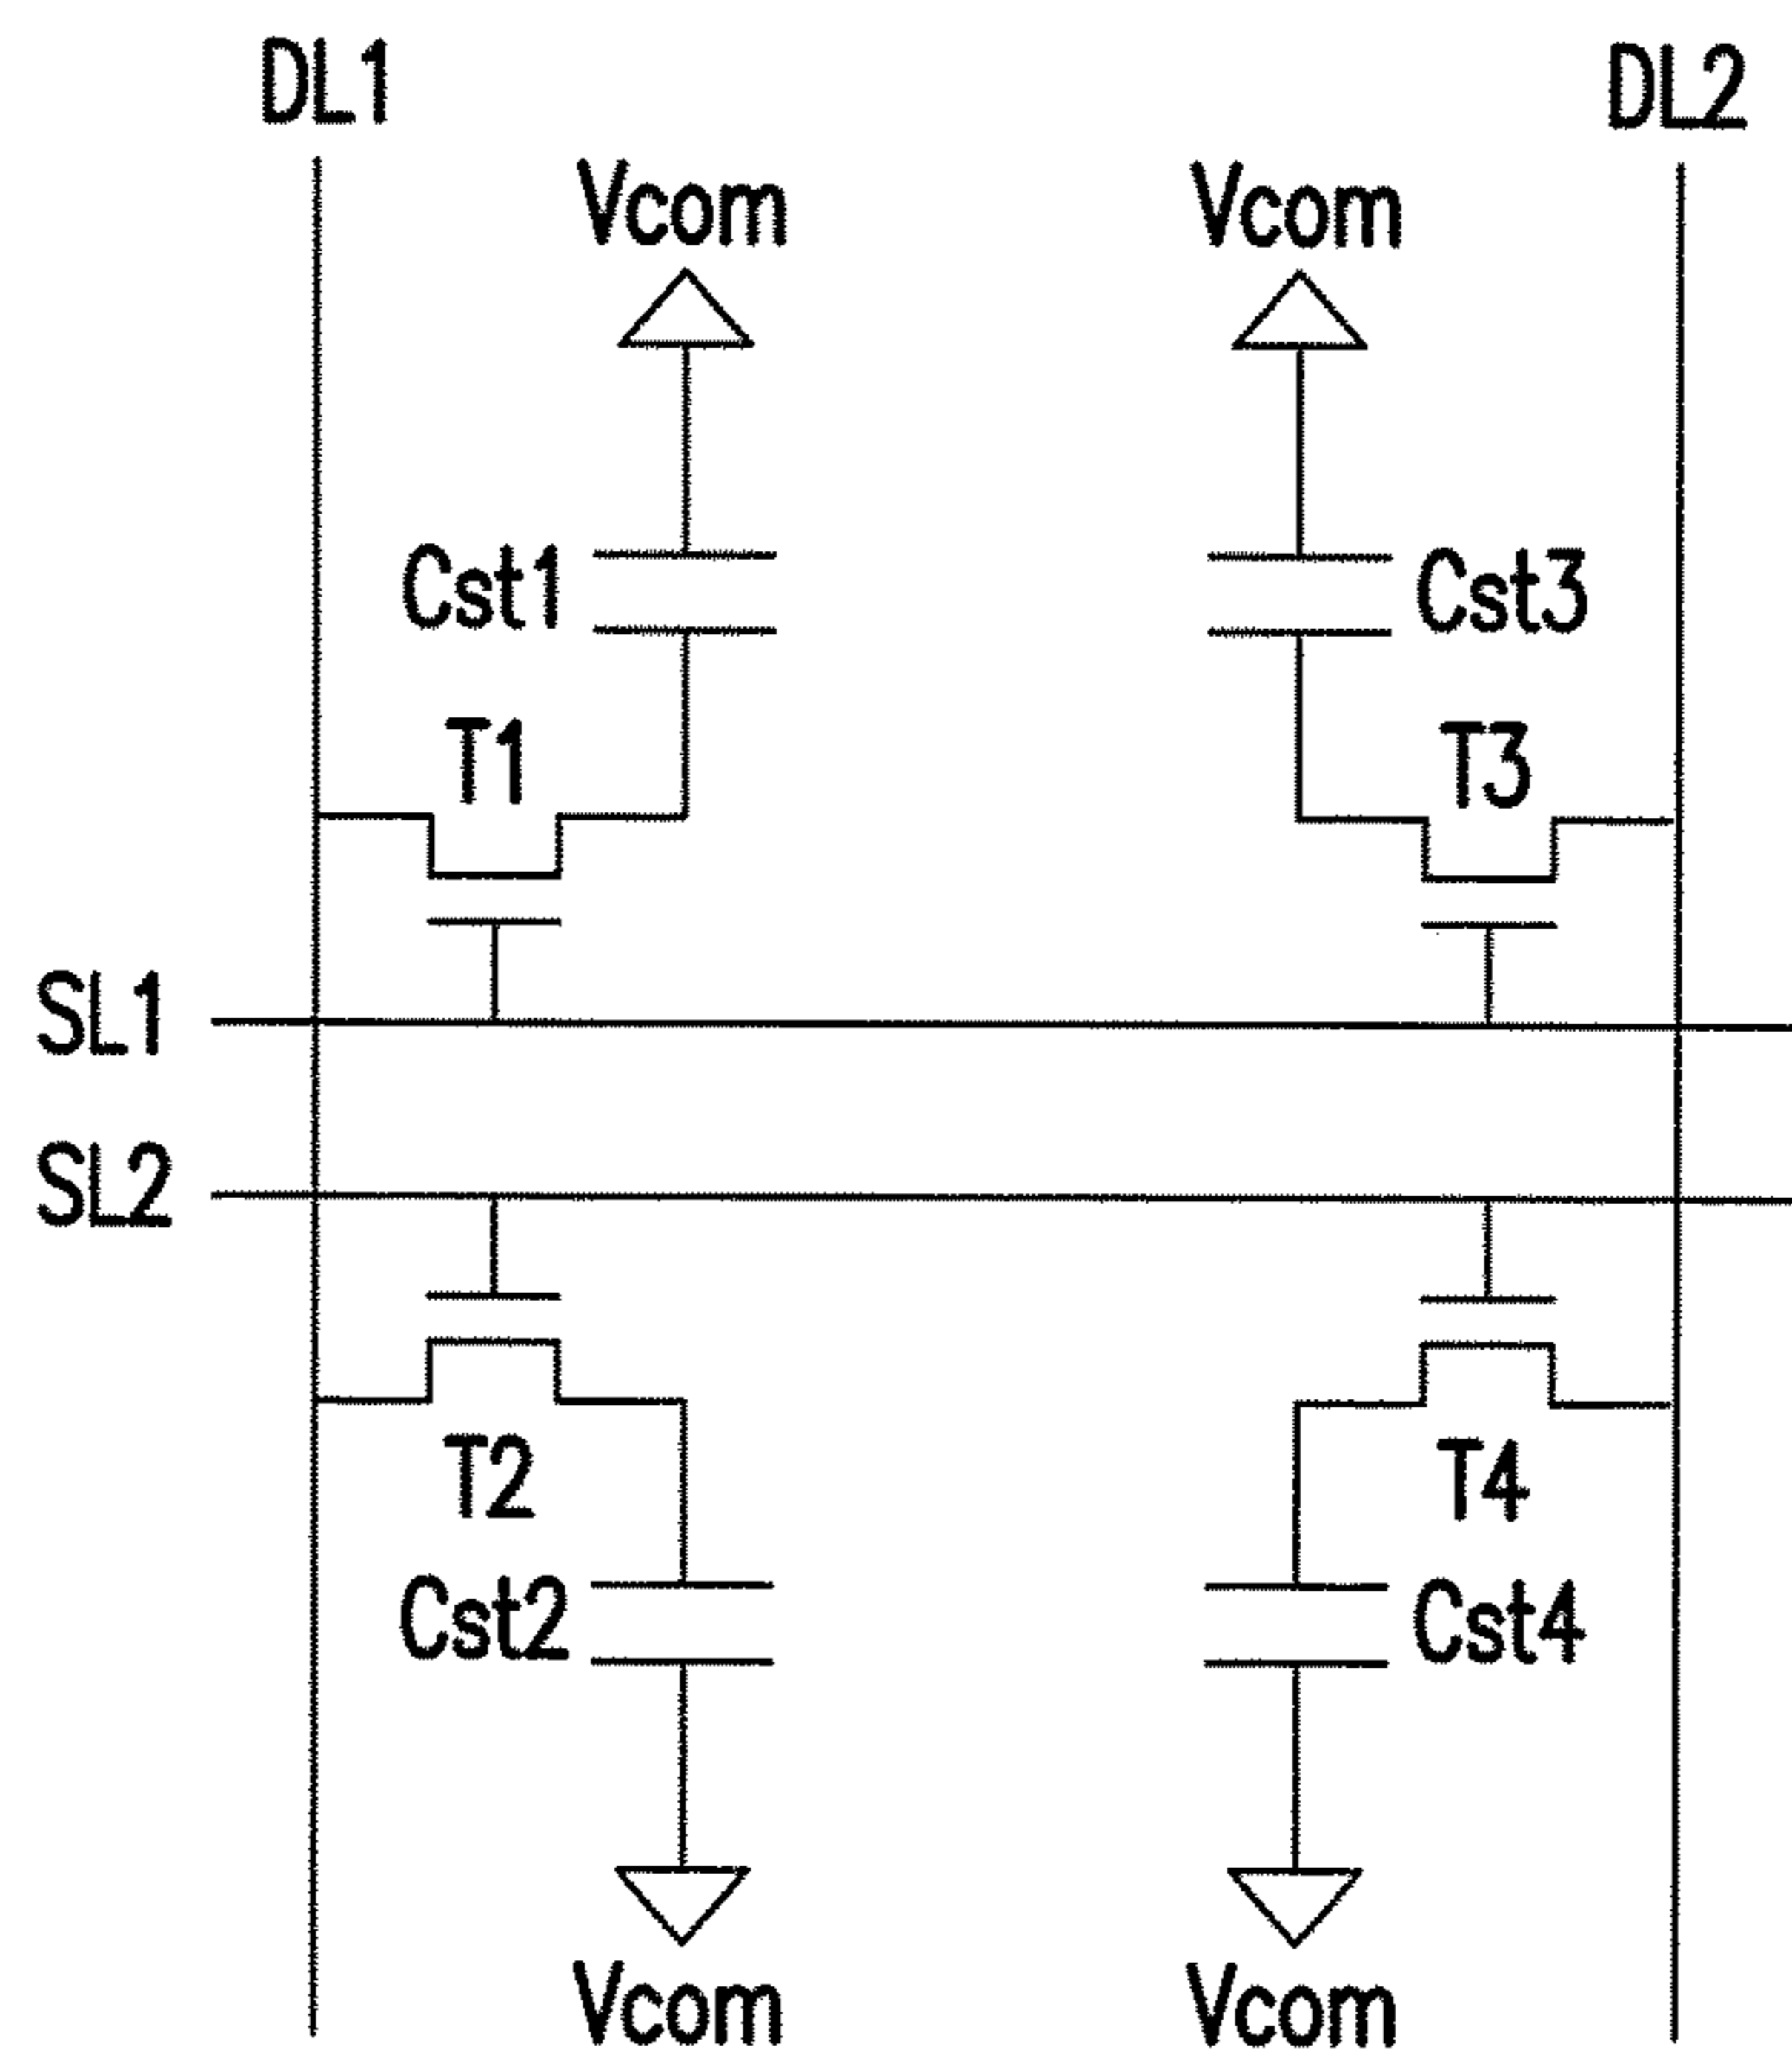 DL1 DL2
Vcom Vcom
Cst1 Cst3
T1 T3
SL1
SL2
T2 T4
Cst2 Cst4
Vcom Vcom